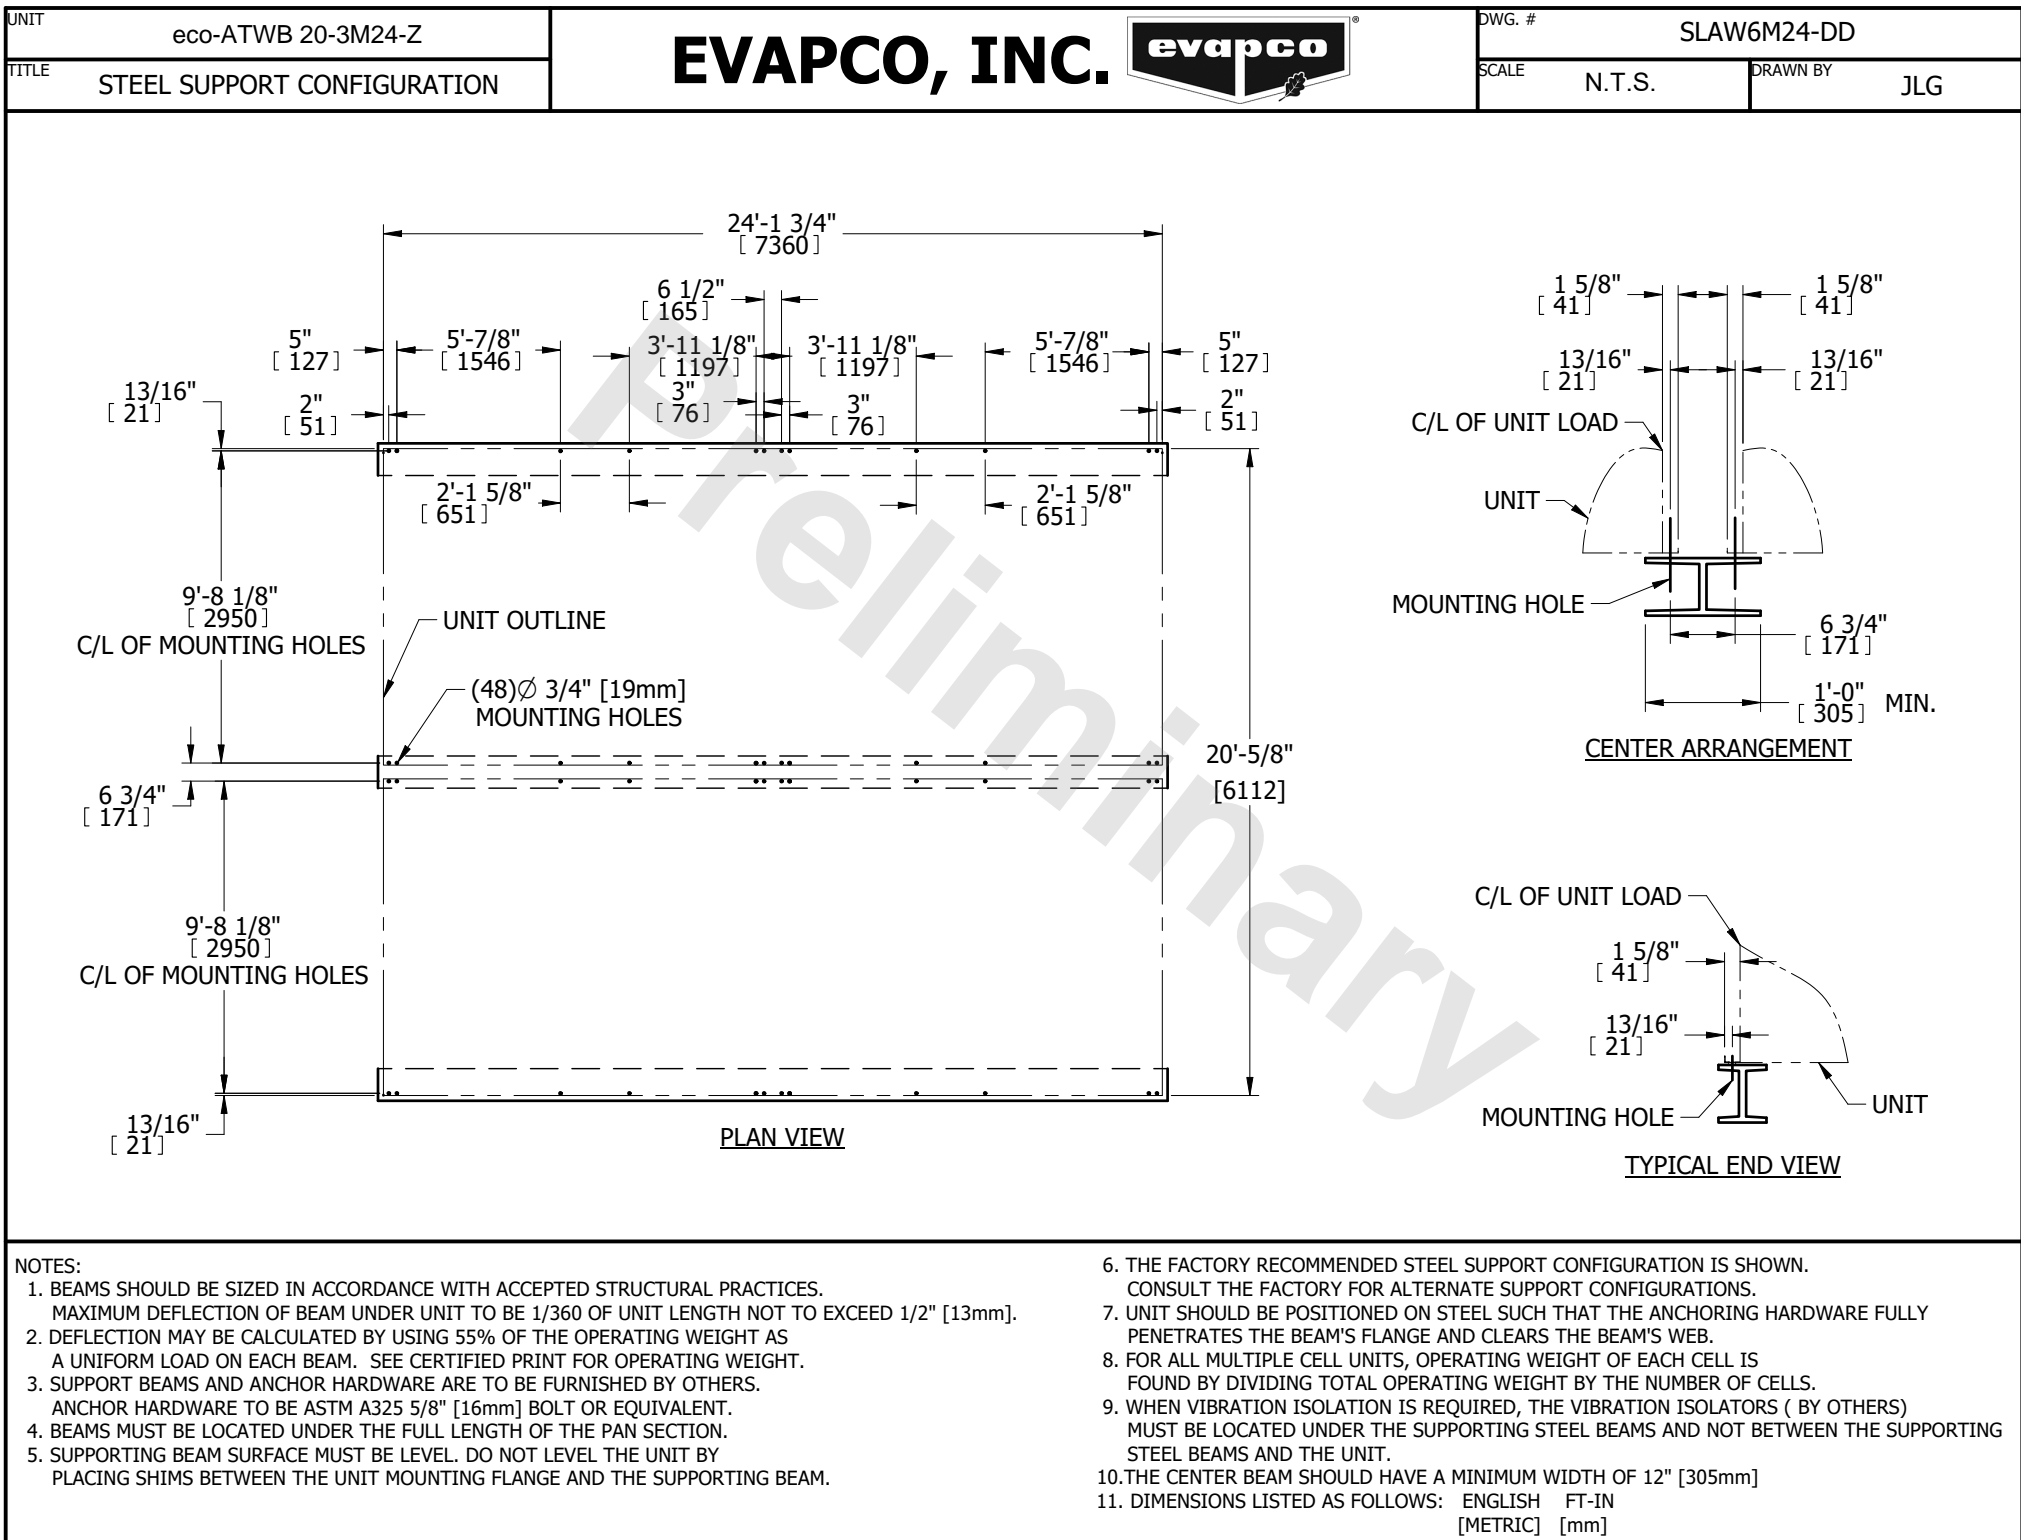 UNIT
eco-ATWB 20-3M24-Z
TITLE
STEEL SUPPORT CONFIGURATION
EVAPCO, INC.
evapco
®
DWG. #
SLAW6M24-DD
SCALE
N.T.S.
DRAWN BY
JLG
24'-1 3/4"
[ 7360 ]
6 1/2"
[ 165 ]
5"
[ 127 ]
5'-7/8"
[ 1546 ]
3'-11 1/8"
[ 1197 ]
3'-11 1/8"
[ 1197 ]
5'-7/8"
[ 1546 ]
5"
[ 127 ]
13/16"
[ 21 ]
2"
[ 51 ]
3"
[ 76 ]
3"
[ 76 ]
2"
[ 51 ]
2'-1 5/8"
[ 651 ]
2'-1 5/8"
[ 651 ]
9'-8 1/8"
[ 2950 ]
C/L OF MOUNTING HOLES
UNIT OUTLINE
(48)Ø 3/4" [19mm]
MOUNTING HOLES
6 3/4"
[ 171 ]
20'-5/8"
[6112]
9'-8 1/8"
[ 2950 ]
C/L OF MOUNTING HOLES
13/16"
[ 21 ]
PLAN VIEW
Preliminary
1 5/8"
[ 41 ]
1 5/8"
[ 41 ]
13/16"
[ 21 ]
13/16"
[ 21 ]
C/L OF UNIT LOAD
UNIT
MOUNTING HOLE
6 3/4"
[ 171 ]
1'-0"
[ 305 ]
MIN.
CENTER ARRANGEMENT
C/L OF UNIT LOAD
1 5/8"
[ 41 ]
13/16"
[ 21 ]
MOUNTING HOLE
UNIT
TYPICAL END VIEW
NOTES:
1. BEAMS SHOULD BE SIZED IN ACCORDANCE WITH ACCEPTED STRUCTURAL PRACTICES.
MAXIMUM DEFLECTION OF BEAM UNDER UNIT TO BE 1/360 OF UNIT LENGTH NOT TO EXCEED 1/2" [13mm].
2. DEFLECTION MAY BE CALCULATED BY USING 55% OF THE OPERATING WEIGHT AS
A UNIFORM LOAD ON EACH BEAM. SEE CERTIFIED PRINT FOR OPERATING WEIGHT.
3. SUPPORT BEAMS AND ANCHOR HARDWARE ARE TO BE FURNISHED BY OTHERS.
ANCHOR HARDWARE TO BE ASTM A325 5/8" [16mm] BOLT OR EQUIVALENT.
4. BEAMS MUST BE LOCATED UNDER THE FULL LENGTH OF THE PAN SECTION.
5. SUPPORTING BEAM SURFACE MUST BE LEVEL. DO NOT LEVEL THE UNIT BY
PLACING SHIMS BETWEEN THE UNIT MOUNTING FLANGE AND THE SUPPORTING BEAM.
6. THE FACTORY RECOMMENDED STEEL SUPPORT CONFIGURATION IS SHOWN.
CONSULT THE FACTORY FOR ALTERNATE SUPPORT CONFIGURATIONS.
7. UNIT SHOULD BE POSITIONED ON STEEL SUCH THAT THE ANCHORING HARDWARE FULLY
PENETRATES THE BEAM'S FLANGE AND CLEARS THE BEAM'S WEB.
8. FOR ALL MULTIPLE CELL UNITS, OPERATING WEIGHT OF EACH CELL IS
FOUND BY DIVIDING TOTAL OPERATING WEIGHT BY THE NUMBER OF CELLS.
9. WHEN VIBRATION ISOLATION IS REQUIRED, THE VIBRATION ISOLATORS ( BY OTHERS)
MUST BE LOCATED UNDER THE SUPPORTING STEEL BEAMS AND NOT BETWEEN THE SUPPORTING
STEEL BEAMS AND THE UNIT.
10.THE CENTER BEAM SHOULD HAVE A MINIMUM WIDTH OF 12" [305mm]
11. DIMENSIONS LISTED AS FOLLOWS: ENGLISH FT-IN
[METRIC] [mm]